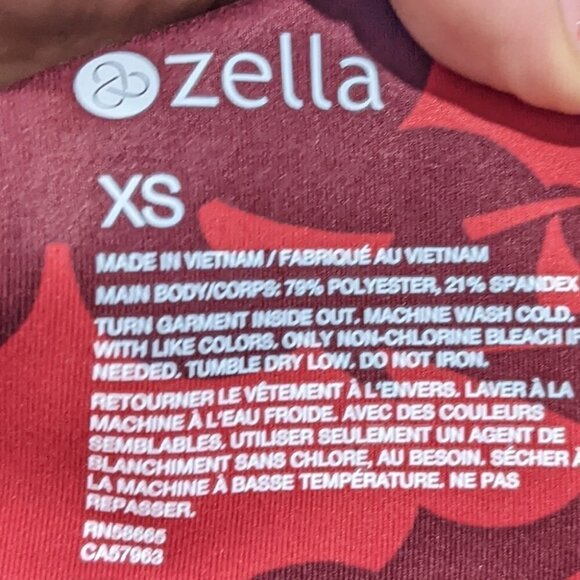 zella
XS
MADE IN VIETNAM / FABRIQUÉ AU VIETNAM
MAIN BODY/CORPS: 79% POLYESTER, 21% SPANDEX
TURN GARMENT INSIDE OUT. MACHINE WASH COLD.
WITH LIKE COLORS. ONLY NON-CHLORINE BLEACH IF
NEEDED. TUMBLE DRY LOW, DO NOT IRON.
RETOURNER LE VÊTEMENT À L'ENVERS. LAVER À LA
MACHINE À L'EAU FROIDE. AVEC DES COULEURS
SEMBLABLES. UTILISER SEULEMENT UN AGENT DE
BLANCHIMENT SANS CHLORE, AU BESOIN. SÉCHER À
LA MACHINE À BASSE TEMPÉRATURE. NE PAS
REPASSER.
RN56665
CA57963